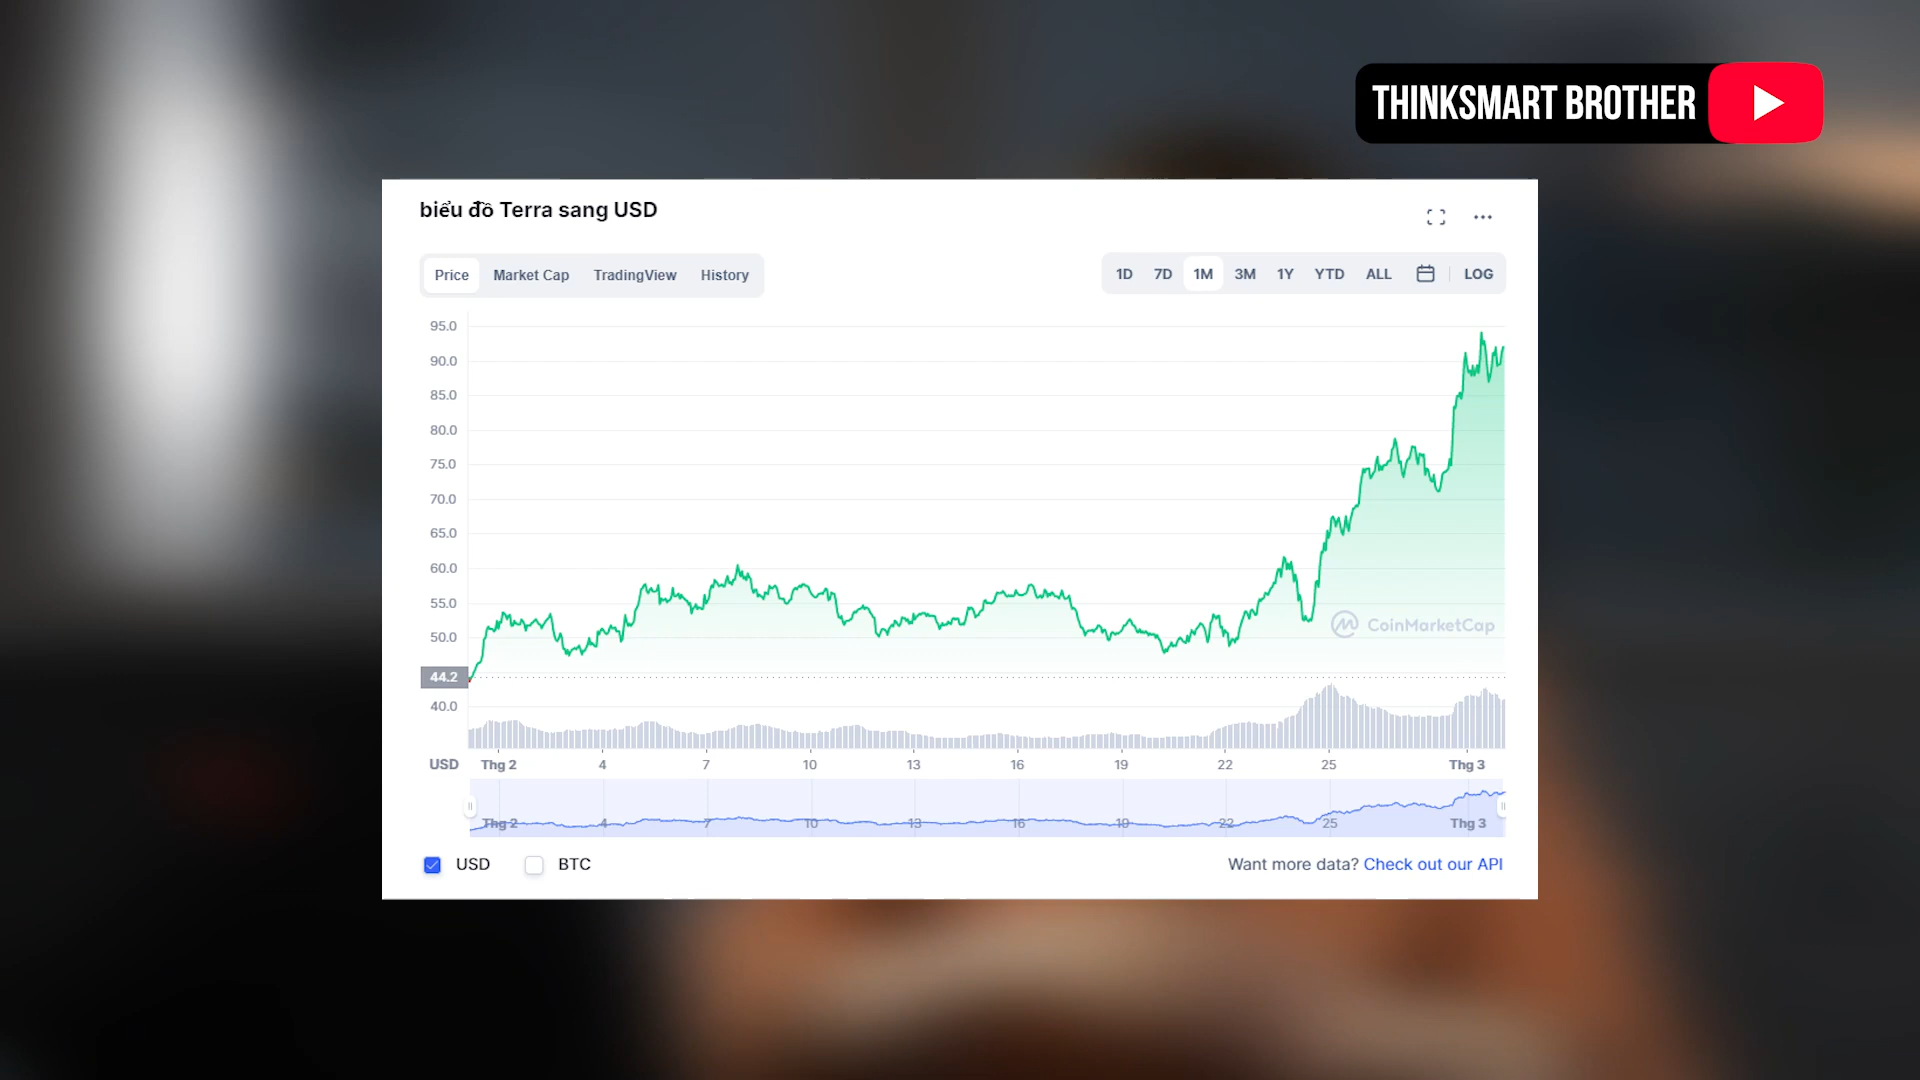 THINKSMART BROTHER
biểu đồ Terra sang USD
Price Market Cap TradingView History
1D 7D 1M 3M 1Y YTD ALL LOG
95.0
90.0
85.0
80.0
75.0
70.0
65.0
60.0
55.0
50.0
CoinMarketCap
44.2
40.0
USD Thg 2 4 7 10 13 16 19 22 25 Thg 3
Thg 2 4 7 10 13 16 19 22 25 Thg 3
USD BTC
Want more data? Check out our API